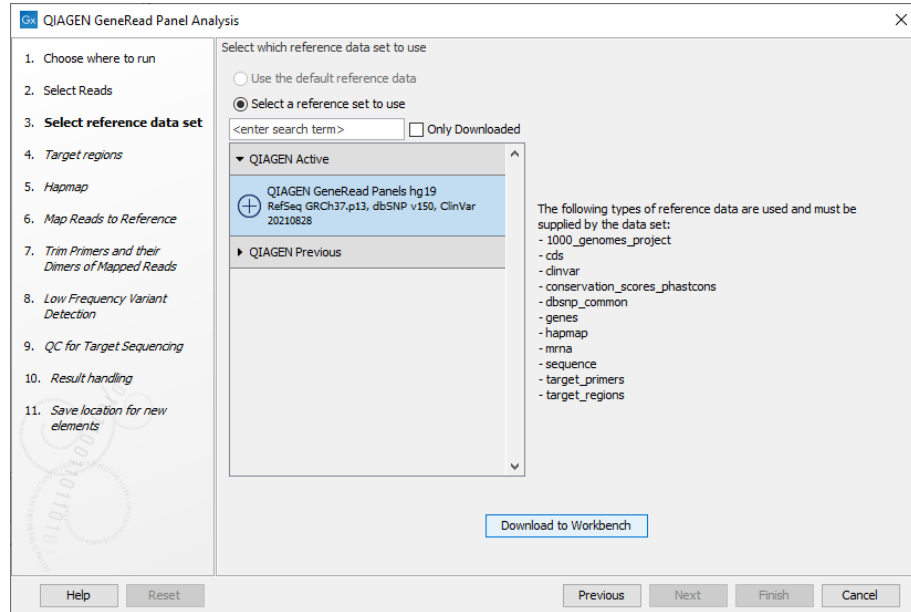 Gx QIAGEN GeneRead Panel Analysis
1. Choose where to run
2. Select Reads
3. Select reference data set
4. Target regions
5. Hapmap
6. Map Reads to Reference
7. Trim Primers and their
Dimers of Mapped Reads
8. Low Frequency Variant
Detection
9. QC for Target Sequencing
10. Result handling
11. Save location for new
elements
Select which reference data set to use
Use the default reference data
Select a reference set to use
<enter search term>
Only Downloaded
QIAGEN Active
QIAGEN GeneRead Panels hg19
RefSeq GRCh37.p13, dbSNP v150, ClinVar
20210828
QIAGEN Previous
The following types of reference data are used and must be
supplied by the data set:
- 1000_genomes_project
- cds
- clinvar
- conservation_scores_phastcons
- dbsnp_common
- genes
- hapmap
- mrna
- sequence
- target_primers
- target_regions
Download to Workbench
Help
Reset
Previous
Next
Finish
Cancel